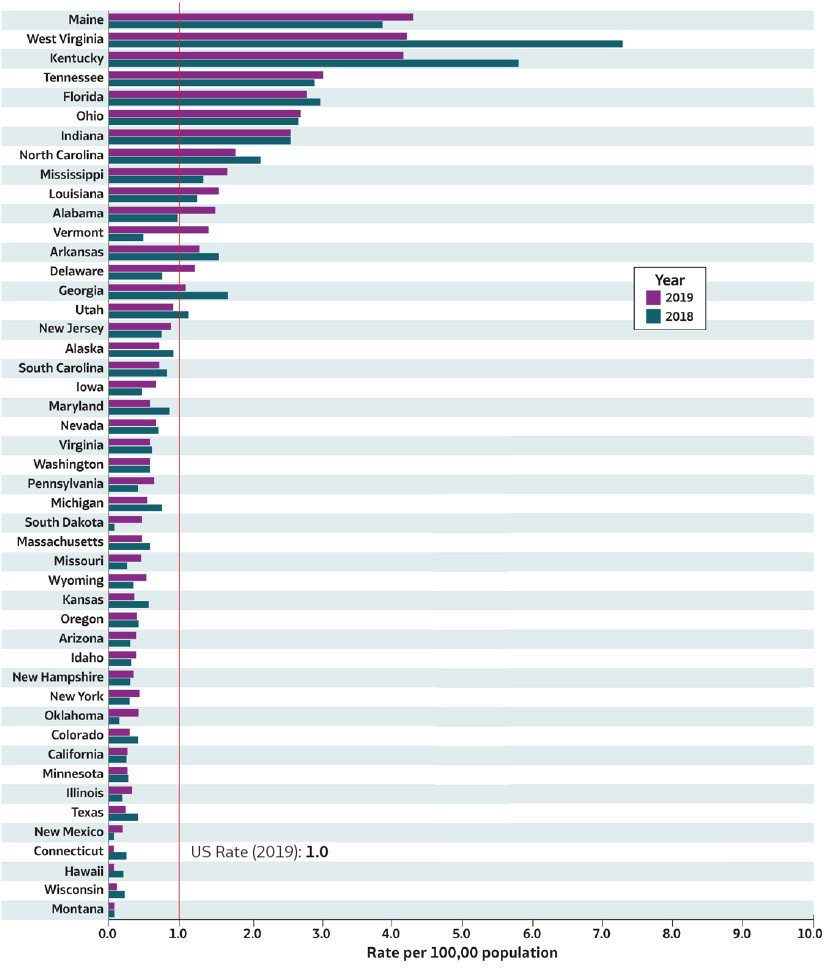 Maine
West Virginia
Kentucky
Tennessee
Florida
Ohio
Indiana
North Carolina
Mississippi
Louisiana
Alabama
Vermont
Arkansas
Delaware
Georgia
Utah
New Jersey
Alaska
South Carolina
Iowa
Maryland
Nevada
Virginia
Washington
Pennsylvania
Michigan
South Dakota
Massachusetts
Missouri
Wyoming
Kansas
Oregon
Arizona
Idaho
New Hampshire
New York
Oklahoma
Colorado
California
Minnesota
Illinois
Texas
New Mexico
Connecticut
Hawaii
Wisconsin
Montana
Year
2019
2018
US Rate (2019): 1.0
0.0 1.0 2.0 3.0 4.0 5.0 6.0 7.0 8.0 9.0 10.0
Rate per 100,00 population